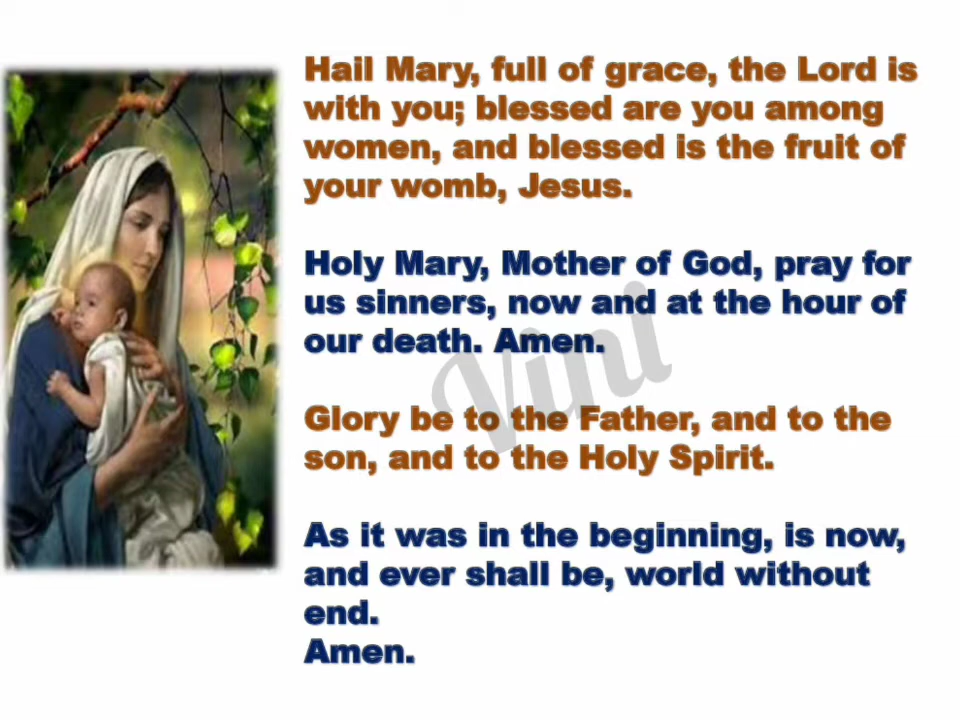 Hail Mary, full of grace, the Lord is
with you; blessed are you among
women, and blessed is the fruit of
your womb, Jesus.
Holy Mary, Mother of God, pray for
us sinners, now and at the hour of
our death. Amen.
Vini
Glory be to the Father, and to the
son, and to the Holy Spirit.
As it was in the beginning, is now,
and ever shall be, world without
end.
Amen.